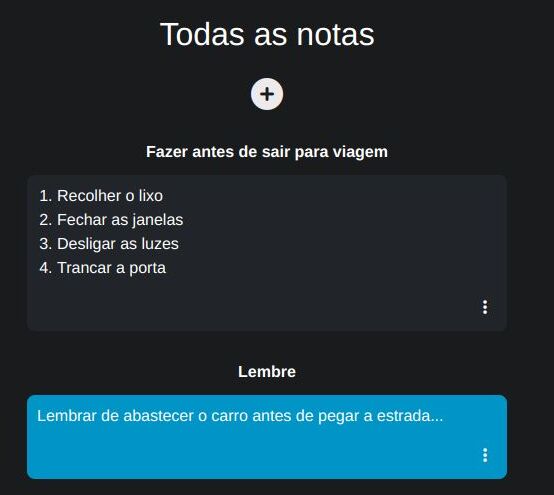 Todas as notas
Fazer antes de sair para viagem
1. Recolher o lixo
2. Fechar as janelas
3. Desligar as luzes
4. Trancar a porta
Lembre
Lembrar de abastecer o carro antes de pegar a estrada...